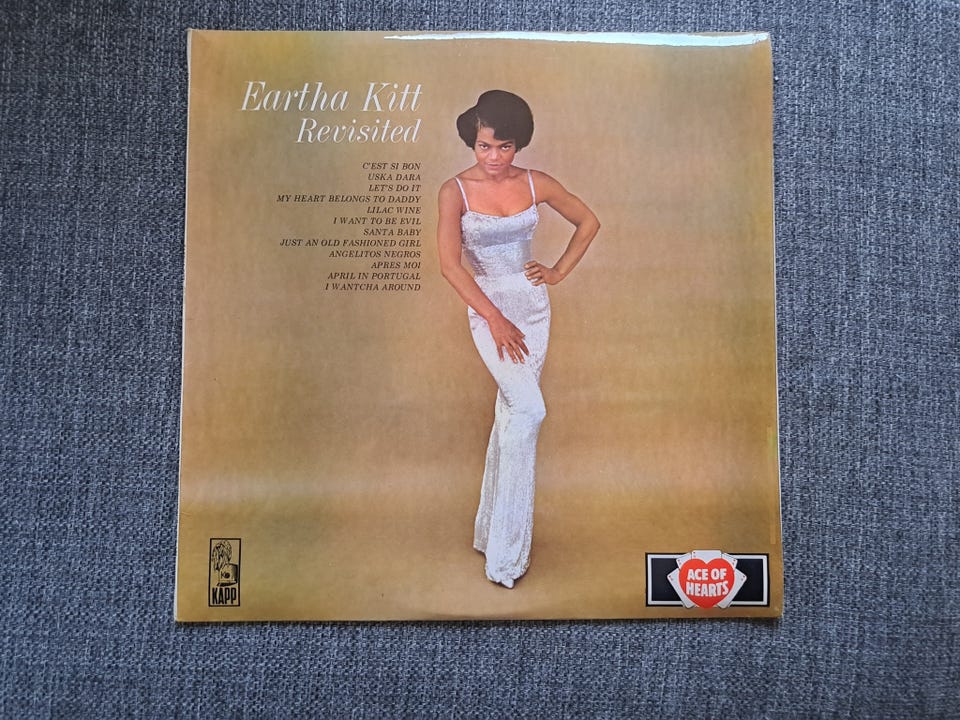 Eartha Kitt
Revisited
C'EST SI BON
USKA DARA
LET'S DO IT
MY HEART BELONGS TO DADDY
LILAC WINE
I WANT TO BE EVIL
SANTA BABY
JUST AN OLD FASHIONED GIRL
ANGELITOS NEGROS
APRES MOI
APRIL IN PORTUGAL
I WANTCHA AROUND
KAPP
ACE OF
HEARTS